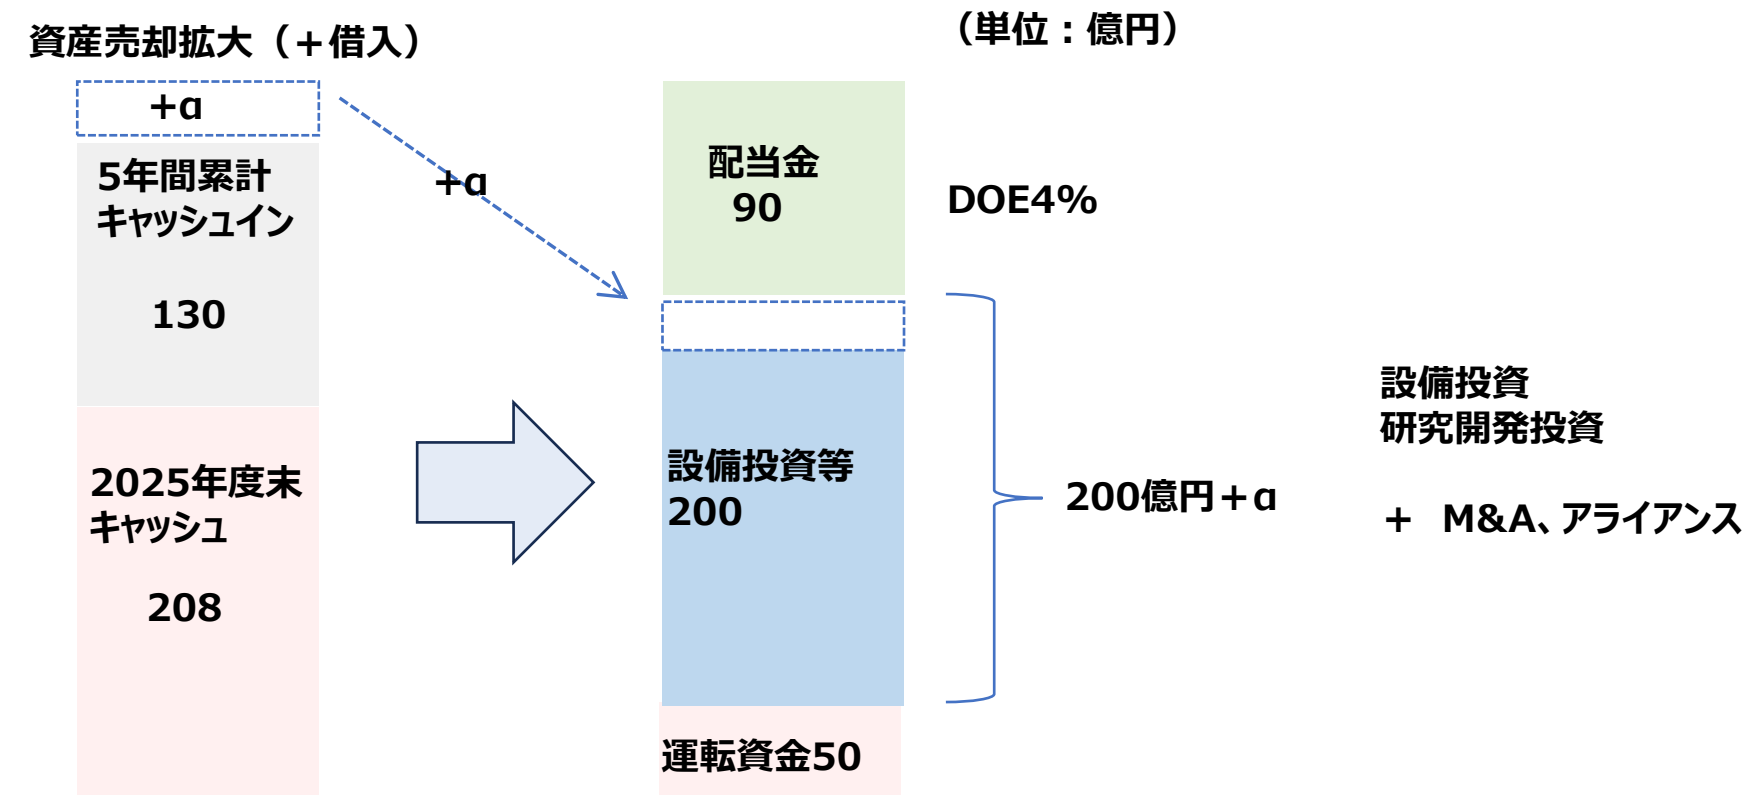 資産売却拡大（＋借入）
（単位：億円）
+α
5年間累計
キャッシュイン
130
2025年度末
キャッシュ
208
+α
配当金
90
DOE4%
設備投資等
200
運転資金50
200億円＋α
設備投資
研究開発投資
＋ M&A、アライアンス